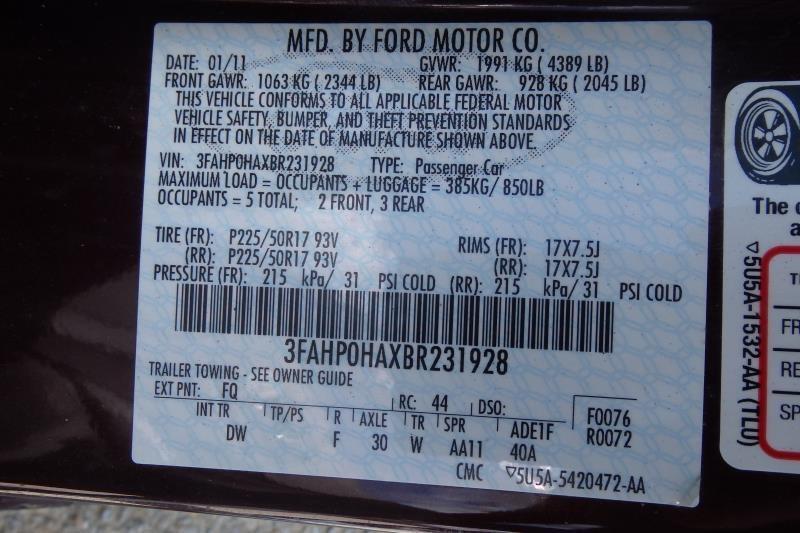 MFD. BY FORD MOTOR CO.
DATE: 01/11 GVWR: 1991 KG ( 4389 LB)
FRONT GAWR: 1063 KG ( 2344 LB) REAR GAWR: 928 KG ( 2045 LB)
THIS VEHICLE CONFORMS TO ALL APPLICABLE FEDERAL MOTOR
VEHICLE SAFETY, BUMPER, AND THEFT PREVENTION STANDARDS
IN EFFECT ON THE DATE OF MANUFACTURE SHOWN ABOVE.
VIN: 3FAHP0HAXBR231928 TYPE: Passenger Car
MAXIMUM LOAD = OCCUPANTS + LUGGAGE = 385KG/ 850LB
OCCUPANTS = 5 TOTAL; 2 FRONT, 3 REAR
TIRE (FR): P225/50R17 93V RIMS (FR): 17X7.5J
(RR): P225/50R17 93V (RR): 17X7.5J
PRESSURE (FR): 215 kPa/ 31 PSI COLD (RR): 215 kPa/ 31 PSI COLD
3FAHP0HAXBR231928
TRAILER TOWING - SEE OWNER GUIDE
EXT PNT: FQ RC: 44 DSO: F0076
INT TR TP/PS R AXLE TR SPR ADE1F R0072
DW F 30 W AA11 40A
CMC ▽5U5A-5420472-AA
The
▽5U5A-1532-AA (TLU)
FR
RE
SP